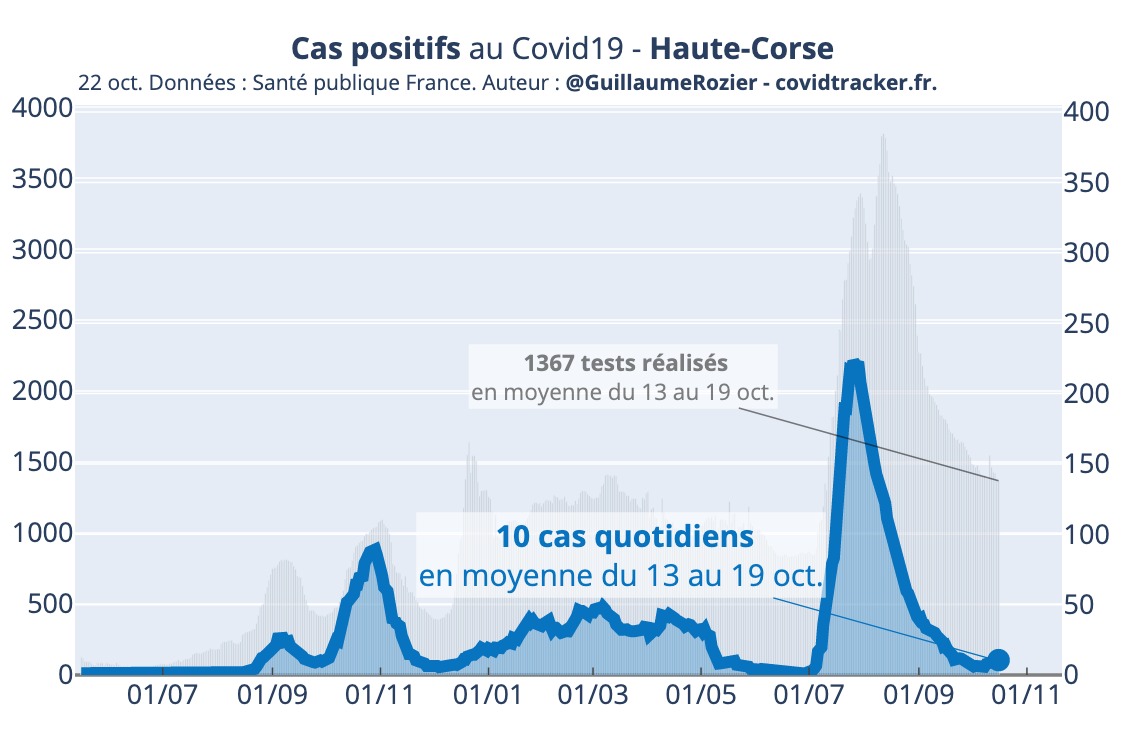 Cas positifs au Covid19 - Haute-Corse
22 oct. Données : Santé publique France. Auteur : @GuillaumeRozier - covidtracker.fr.
4000
3500
3000
2500
2000
1500
1000
500
0
400
350
300
250
200
150
100
50
0
1367 tests réalisés
en moyenne du 13 au 19 oct.
10 cas quotidiens
en moyenne du 13 au 19 oct.
01/07 01/09 01/11 01/01 01/03 01/05 01/07 01/09 01/11